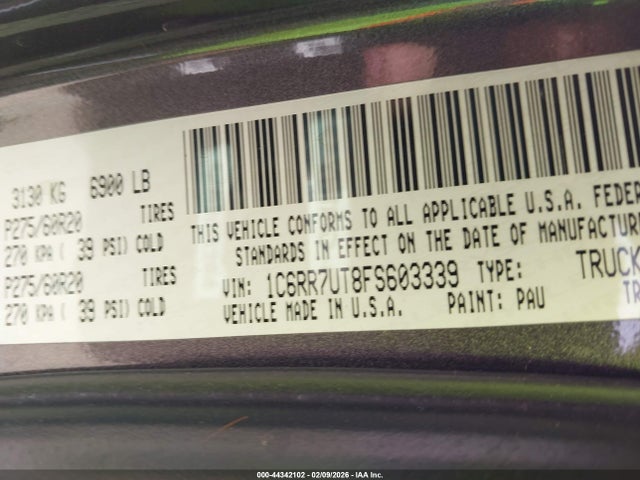 3130 KG 6900 LB
P275/60R20 TIRES
270 KPA ( 39 PSI) COLD
P275/60R20 TIRES
270 KPA ( 39 PSI) COLD
THIS VEHICLE CONFORMS TO ALL APPLICABLE U.S.A. FEDER
STANDARDS IN EFFECT ON THE DATE OF MANUFACTUR
VIN: 1C6RR7UT8FS603339 TYPE: TRUCK
VEHICLE MADE IN U.S.A. PAINT: PAU TR
000-44342102 - 02/09/2026 - IAA Inc.